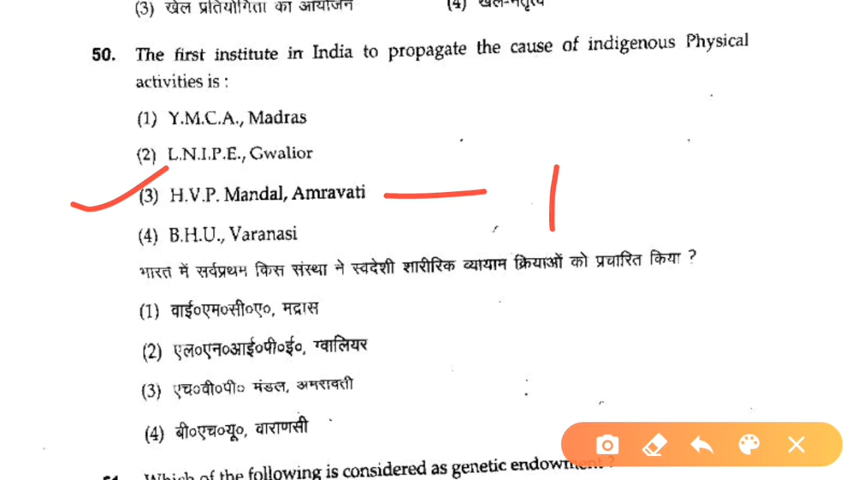 (3) खेल प्रतियोगिता का आयोजन (4) खेल-नेतृत्व
50. The first institute in India to propagate the cause of indigenous Physical
activities is :
(1) Y.M.C.A., Madras
(2) L.N.I.P.E., Gwalior
(3) H.V.P. Mandal, Amravati
(4) B.H.U., Varanasi
भारत में सर्वप्रथम किस संस्था ने स्वदेशी शारीरिक व्यायाम क्रियाओं को प्रचारित किया ?
(1) वाई०एम०सी०ए०, मद्रास
(2) एल०एन०आई०पी०ई०, ग्वालियर
(3) एच०वी०पी० मंडल, अमरावती
(4) बी०एच०यू०, वाराणसी
51. Which of the following is considered as genetic endowment ?